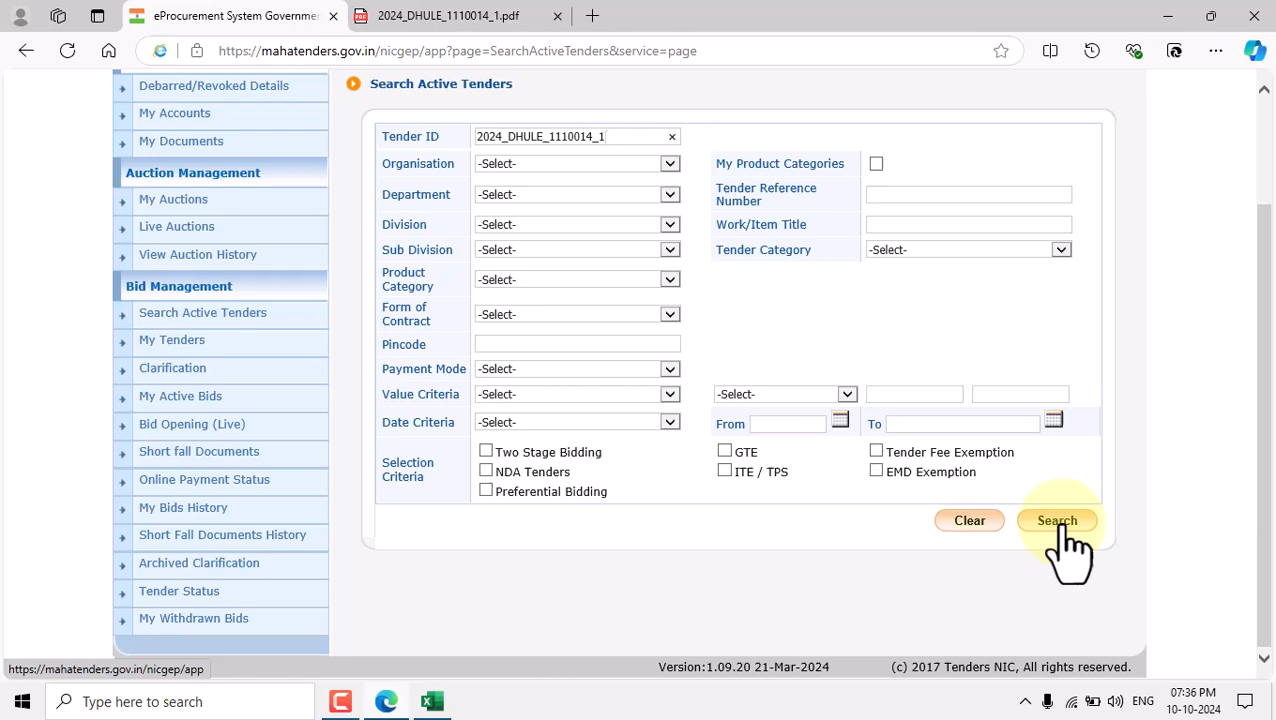 eProcurement System Governme
2024_DHULE_1110014_1.pdf
https://mahatenders.gov.in/nicgep/app?page=SearchActiveTenders&service=page
Debarred/Revoked Details
My Accounts
My Documents
Auction Management
My Auctions
Live Auctions
View Auction History
Bid Management
Search Active Tenders
My Tenders
Clarification
My Active Bids
Bid Opening (Live)
Short fall Documents
Online Payment Status
My Bids History
Short Fall Documents History
Archived Clarification
Tender Status
My Withdrawn Bids
Search Active Tenders
Tender ID 2024_DHULE_1110014_1
Organisation -Select- My Product Categories
Department -Select- Tender Reference Number
Division -Select- Work/Item Title
Sub Division -Select- Tender Category -Select-
Product Category -Select-
Form of Contract -Select-
Pincode
Payment Mode -Select-
Value Criteria -Select- -Select-
Date Criteria -Select- From To
Selection Criteria
Two Stage Bidding GTE Tender Fee Exemption
NDA Tenders ITE / TPS EMD Exemption
Preferential Bidding
Clear Search
https://mahatenders.gov.in/nicgep/app
Version:1.09.20 21-Mar-2024 (c) 2017 Tenders NIC, All rights reserved.
Type here to search
ENG
07:36 PM
10-10-2024